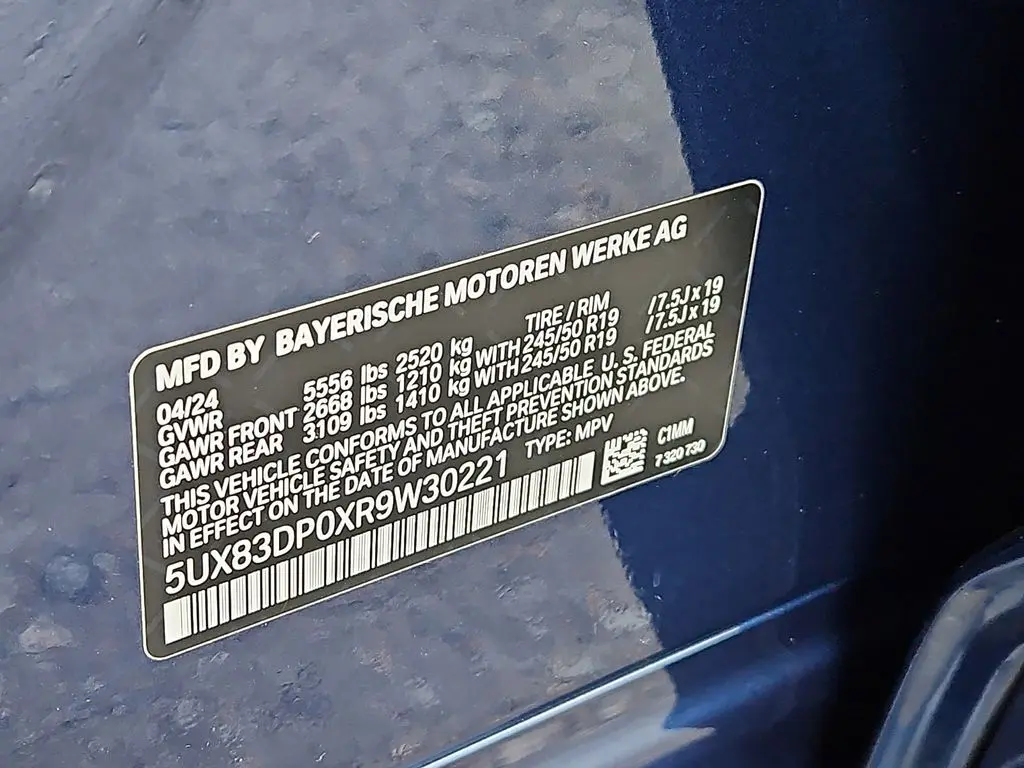 MFD BY BAYERISCHE MOTOREN WERKE AG
04/24 TIRE / RIM
GVWR 5556 lbs 2520 kg
GAWR FRONT 2668 lbs 1210 kg WITH 245/50 R19 /7.5J x 19
GAWR REAR 3109 lbs 1410 kg WITH 245/50 R19 /7.5J x 19
THIS VEHICLE CONFORMS TO ALL APPLICABLE U. S. FEDERAL
MOTOR VEHICLE SAFETY AND THEFT PREVENTION STANDARDS
IN EFFECT ON THE DATE OF MANUFACTURE SHOWN ABOVE.
5UX83DP0XR9W30221 TYPE: MPV
C1MM
7 320 730